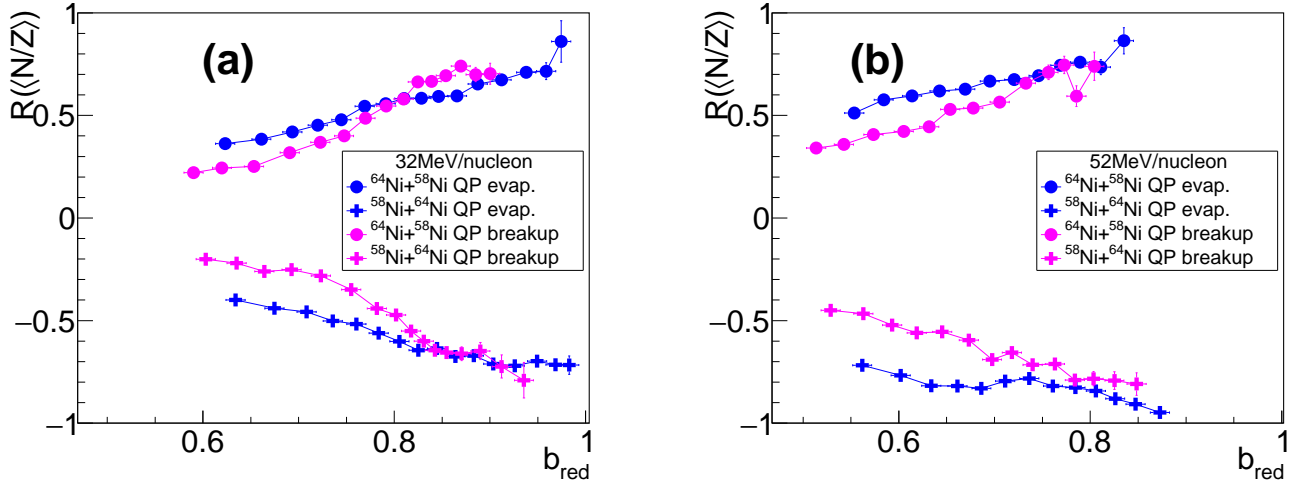 R(⟨N/Z⟩)
1
0.5
0
−0.5
−1
(a)
32MeV/nucleon
⁶⁴Ni+⁵⁸Ni QP evap.
⁵⁸Ni+⁶⁴Ni QP evap.
⁶⁴Ni+⁵⁸Ni QP breakup
⁵⁸Ni+⁶⁴Ni QP breakup
0.6 0.8 1
b_red
R(⟨N/Z⟩)
1
0.5
0
−0.5
−1
(b)
52MeV/nucleon
⁶⁴Ni+⁵⁸Ni QP evap.
⁵⁸Ni+⁶⁴Ni QP evap.
⁶⁴Ni+⁵⁸Ni QP breakup
⁵⁸Ni+⁶⁴Ni QP breakup
0.6 0.8 1
b_red